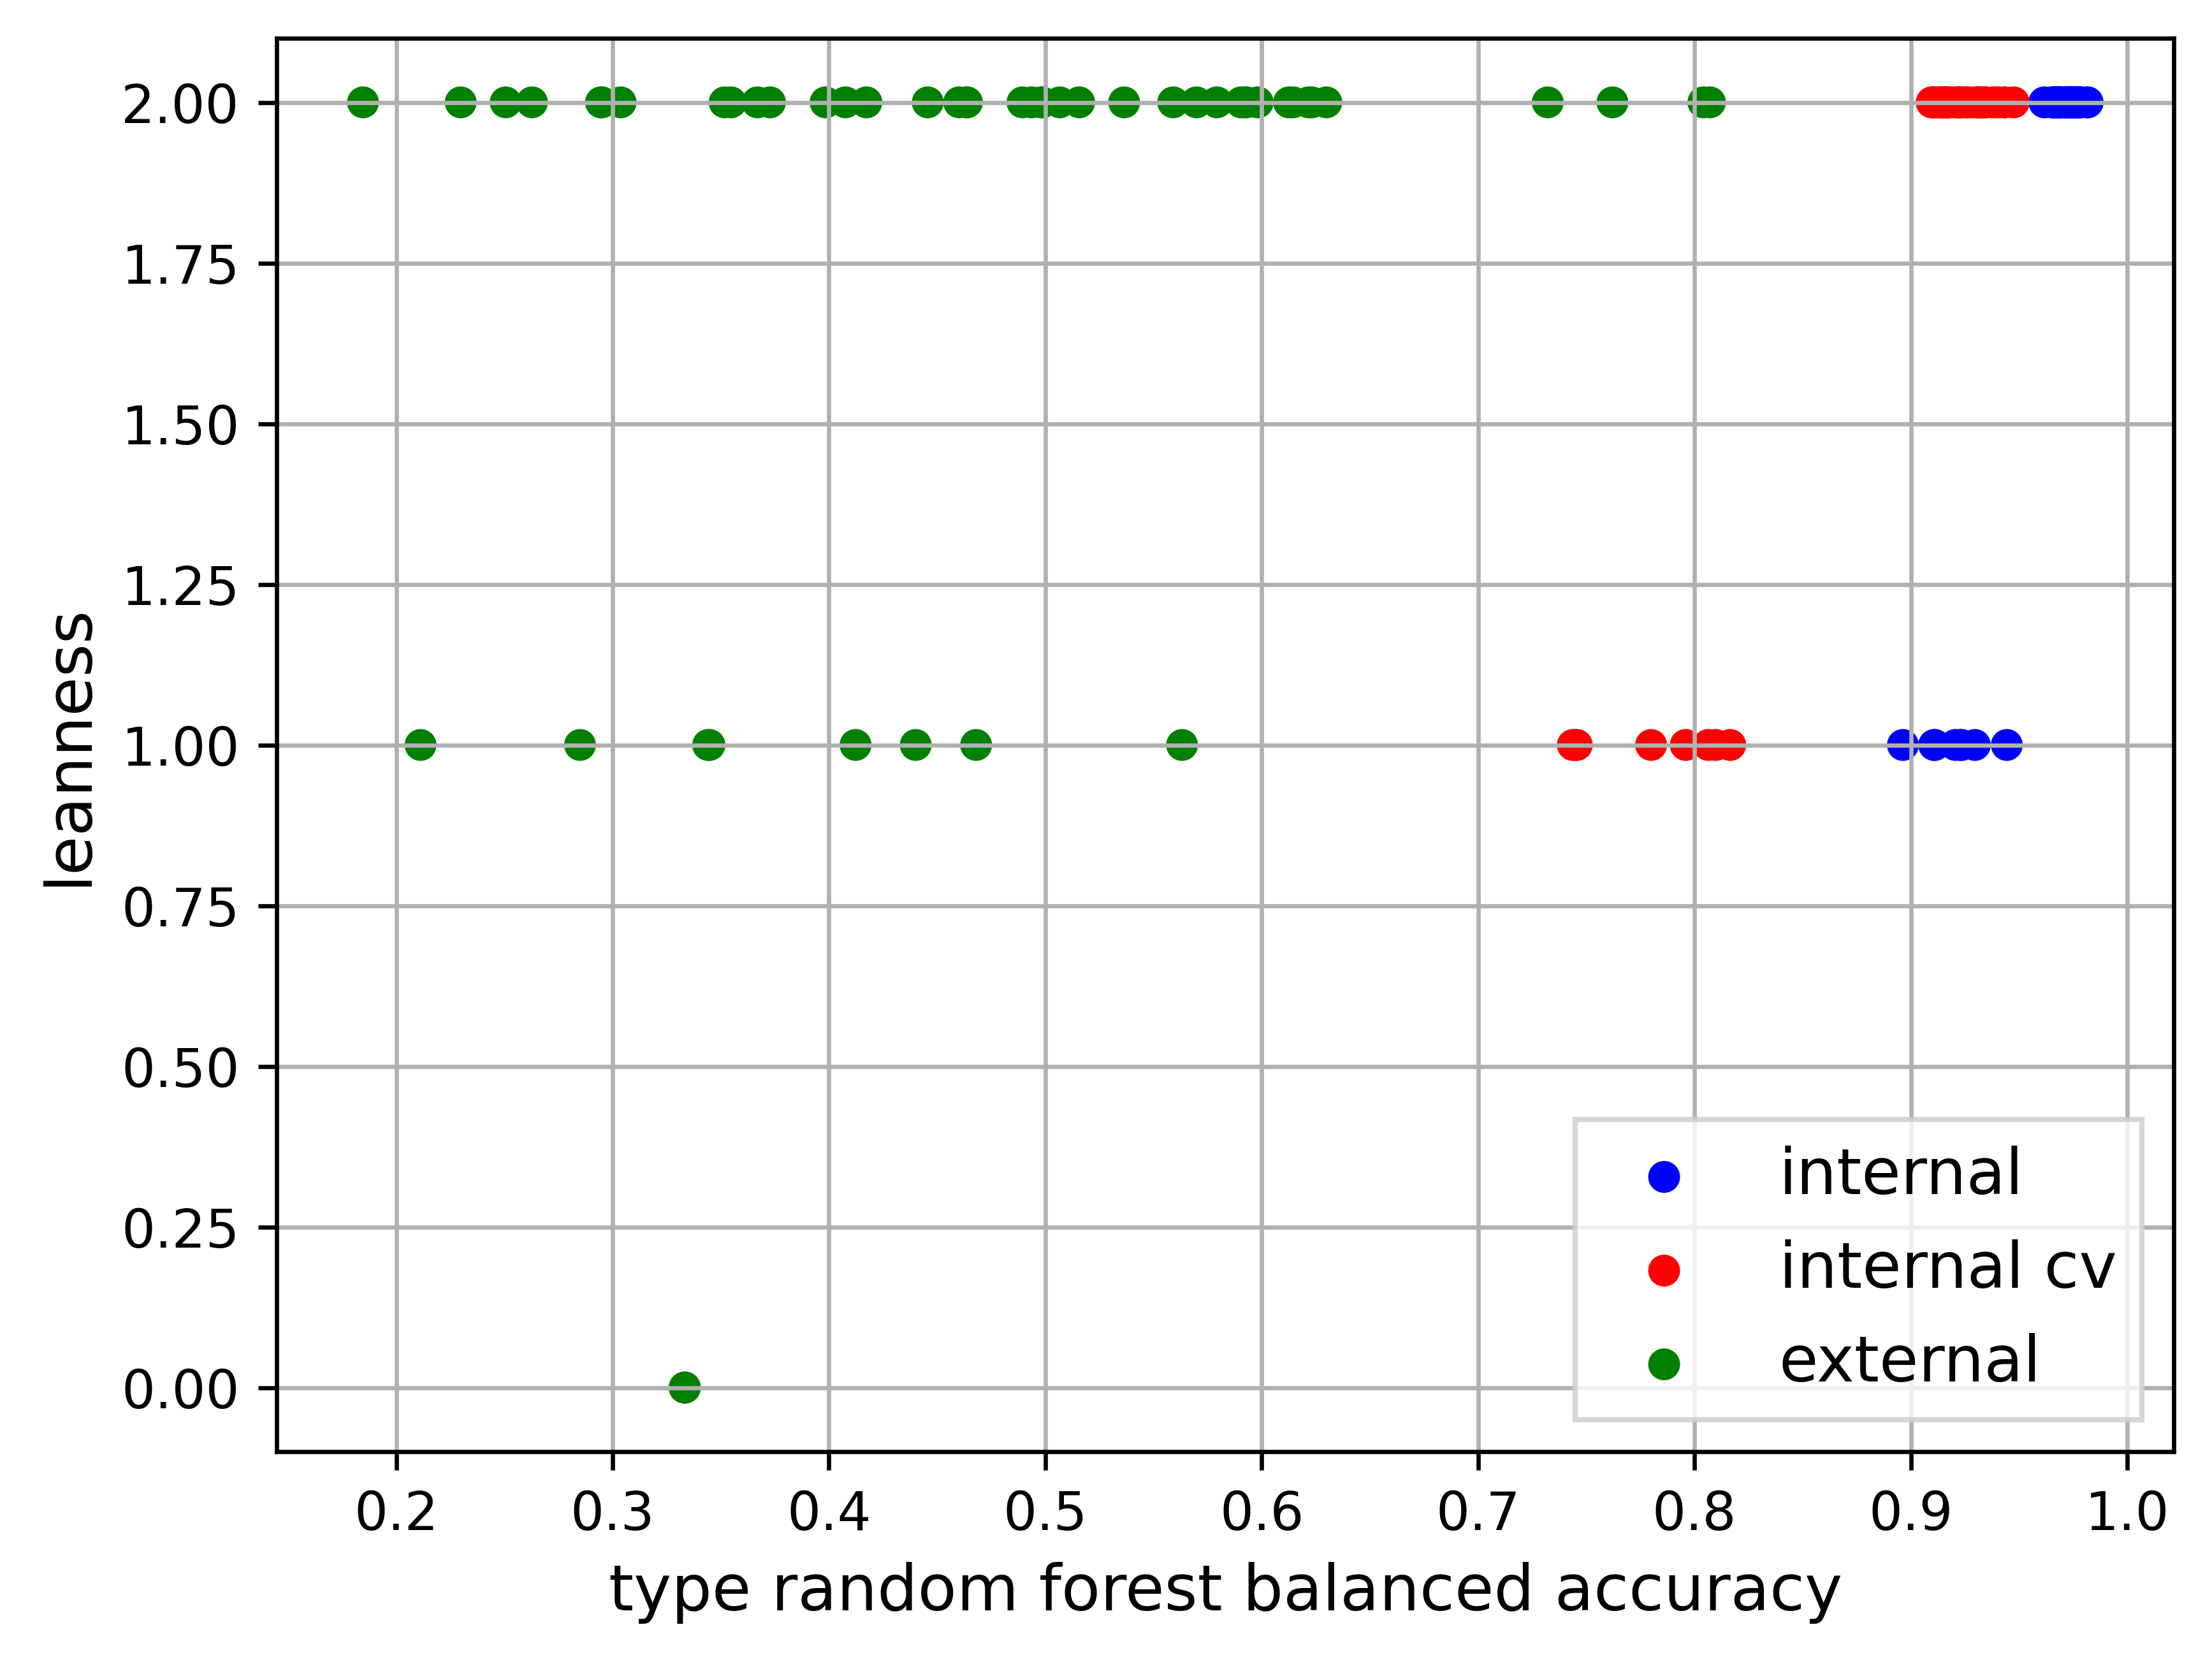 2.00
1.75
1.50
1.25
1.00
0.75
0.50
0.25
0.00
leanness
internal
internal cv
external
0.2 0.3 0.4 0.5 0.6 0.7 0.8 0.9 1.0
type random forest balanced accuracy